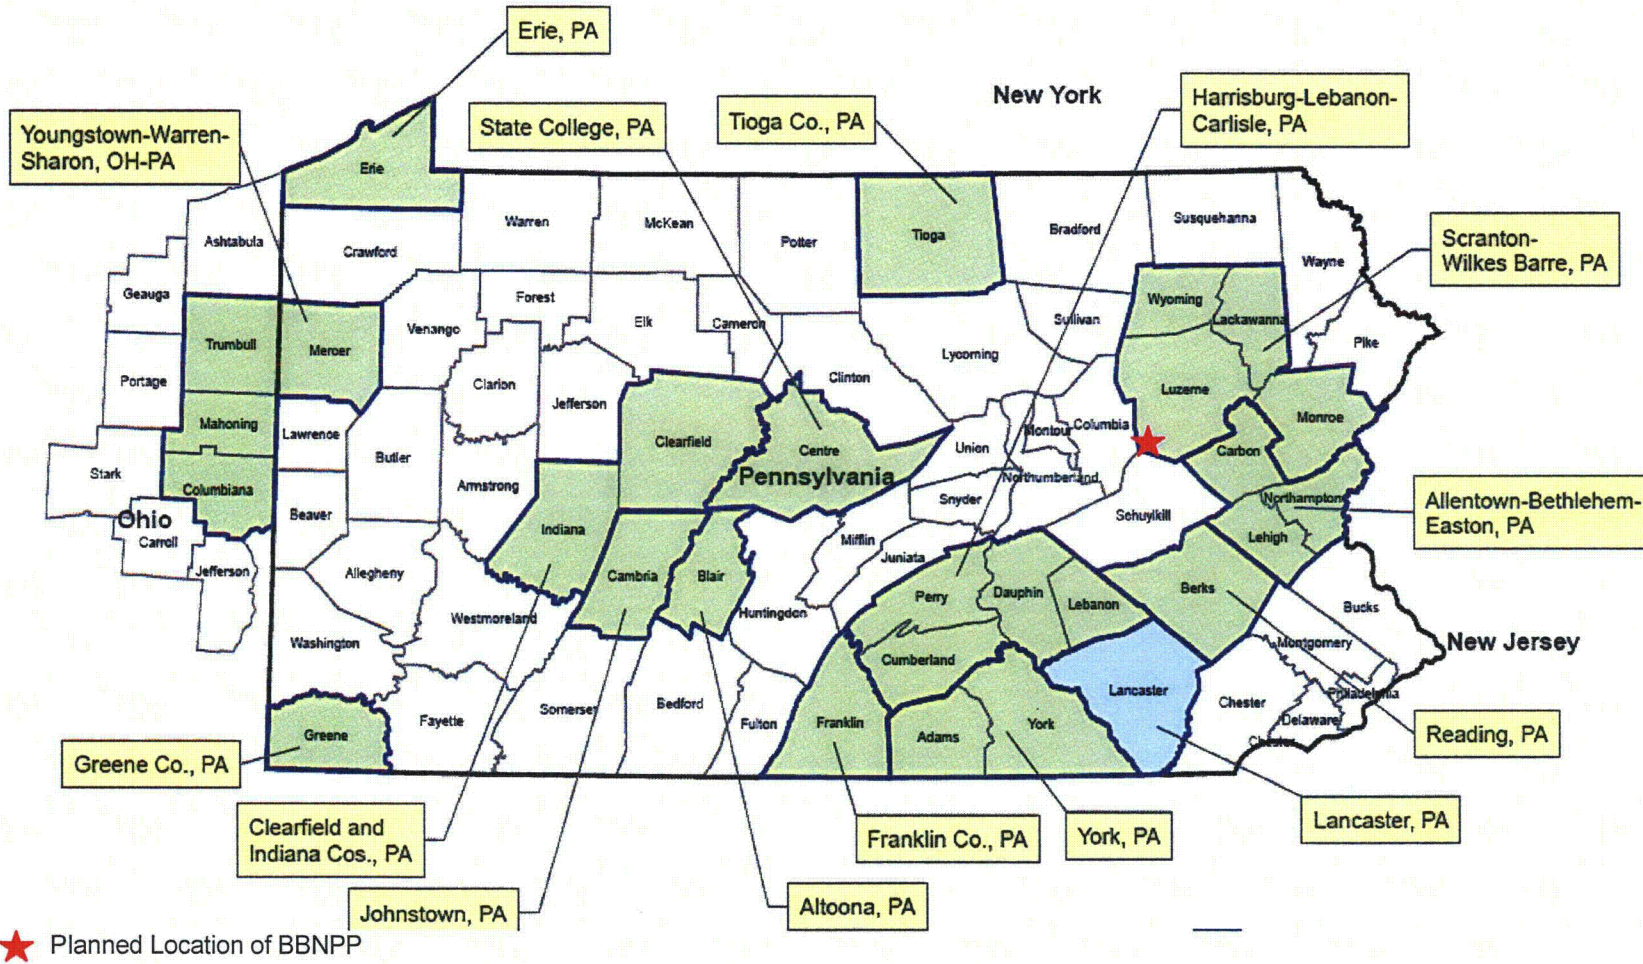 Erie, PA
New York
Harrisburg-Lebanon-
Carlisle, PA
State College, PA
Tioga Co., PA
Youngstown-Warren-
Sharon, OH-PA
Erie
Warren
McKean
Potter
Tioga
Bradford
Susquehanna
Wayne
Scranton-
Wilkes Barre, PA
Ashtabula
Crawford
Geauga
Forest
Venango
Elk
Cameron
Sullivan
Wyoming
Lackawanna
Pike
Trumbull
Mercer
Lycoming
Portage
Clarion
Jefferson
Clinton
Luzerne
Monroe
Mahoning
Lawrence
Butler
Clearfield
Centre
Union
Montour
Columbia
Carbon
Pennsylvania
Stark
Columbiana
Armstrong
Snyder
Northumberland
Northampton
Allentown-Bethlehem-
Easton, PA
Ohio
Beaver
Indiana
Schuylkill
Lehigh
Carroll
Jefferson
Allegheny
Mifflin
Juniata
Cambria
Blair
Perry
Dauphin
Lebanon
Berks
Bucks
Westmoreland
Huntingdon
Washington
Montgomery
New Jersey
Cumberland
Lancaster
Philadelphia
Greene
Fayette
Somerset
Bedford
Fulton
Franklin
Adams
York
Chester
Delaware
Chester
Reading, PA
Greene Co., PA
Clearfield and
Indiana Cos., PA
Franklin Co., PA
York, PA
Lancaster, PA
Johnstown, PA
Altoona, PA
Planned Location of BBNPP